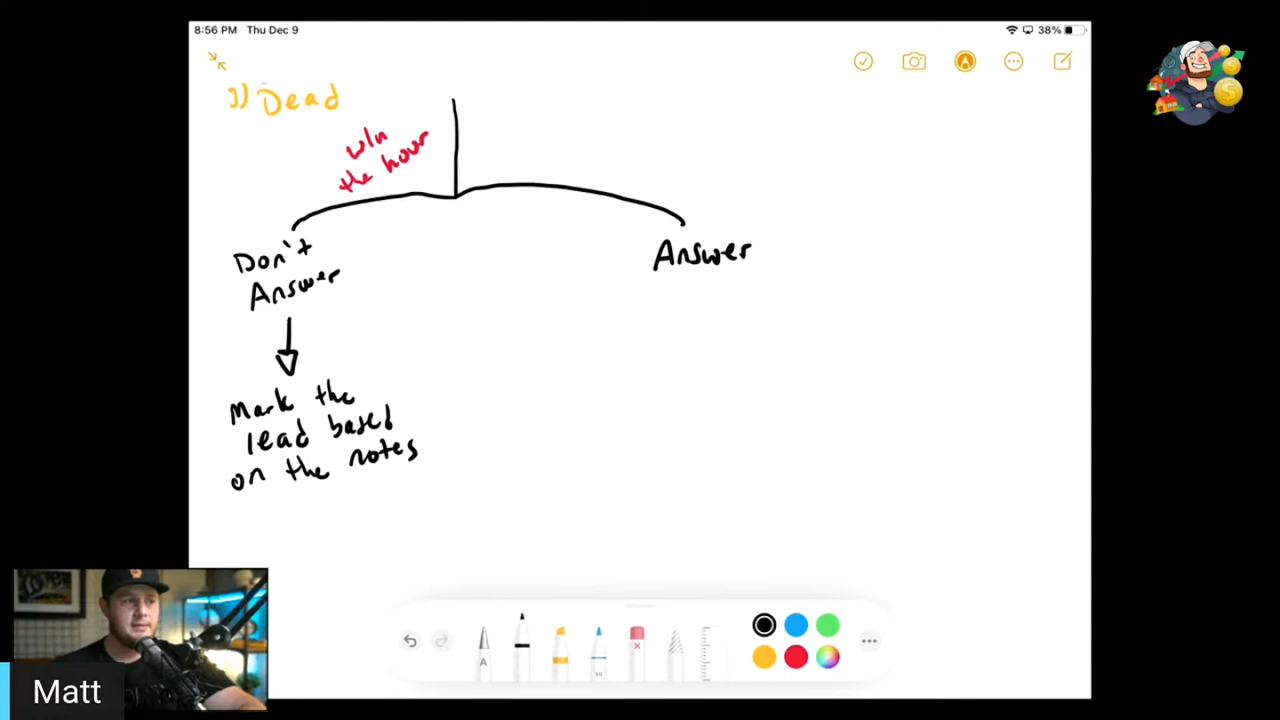 8:56 PM Thu Dec 9
38%
1) Dead
win
the hour
Don't
Answer
Answer
Mark the
lead based
on the notes
A
Matt